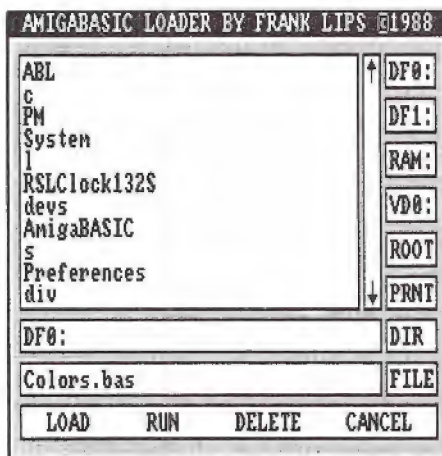 AMIGABASIC LOADER BY FRANK LIPS ©1988
ABL
c
PM
System
l
RSLClock132S
devs
AmigaBASIC
s
Preferences
div
DF0:
DF1:
RAM:
VD0:
ROOT
PRNT
DF0:
DIR
Colors.bas
FILE
LOAD RUN DELETE CANCEL